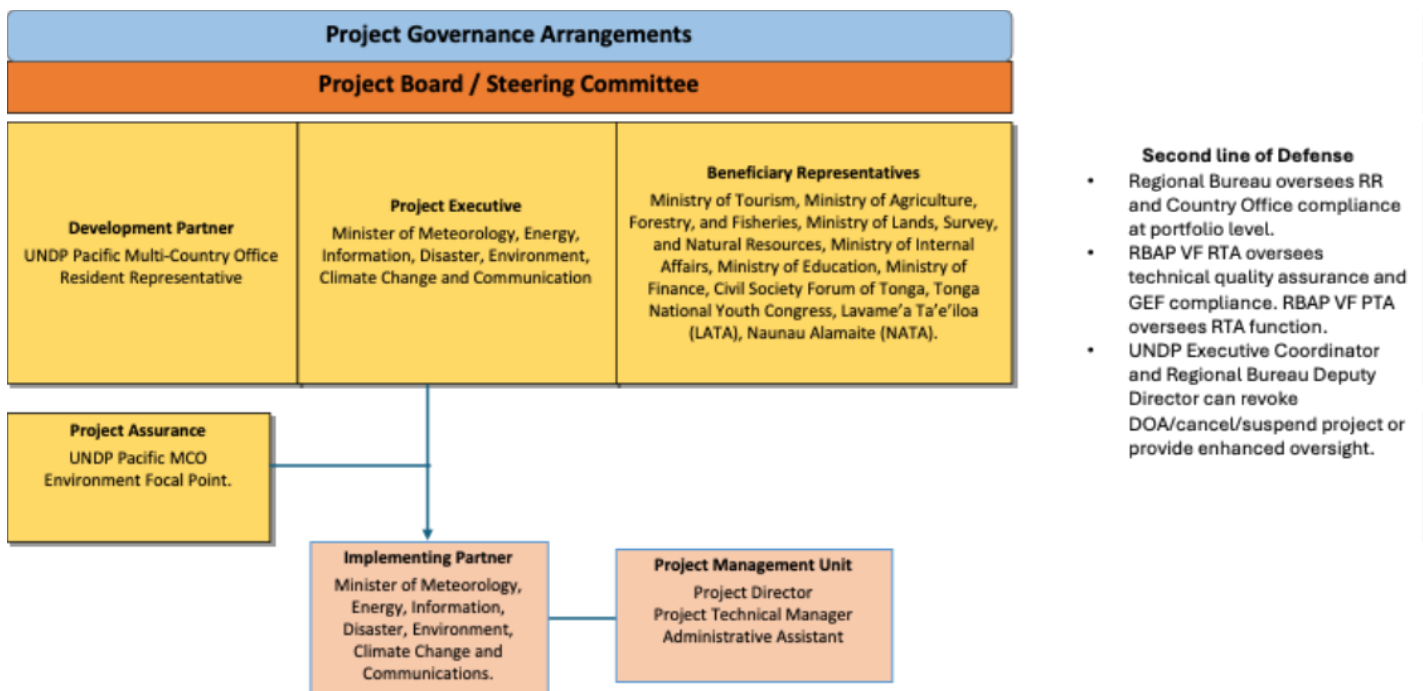 Project Governance Arrangements
Project Board / Steering Committee
Development Partner
UNDP Pacific Multi-Country Office
Resident Representative
Project Executive
Minister of Meteorology, Energy,
Information, Disaster, Environment,
Climate Change and Communication
Beneficiary Representatives
Ministry of Tourism, Ministry of Agriculture,
Forestry, and Fisheries, Ministry of Lands, Survey,
and Natural Resources, Ministry of Internal
Affairs, Ministry of Education, Ministry of
Finance, Civil Society Forum of Tonga, Tonga
National Youth Congress, Lavame’a Ta’e’iloa
(LATA), Naunau Alamaite (NATA).
Project Assurance
UNDP Pacific MCO
Environment Focal Point.
Implementing Partner
Minister of Meteorology,
Energy, Information,
Disaster, Environment,
Climate Change and
Communications.
Project Management Unit
Project Director
Project Technical Manager
Administrative Assistant
Second line of Defense
• Regional Bureau oversees RR
and Country Office compliance
at portfolio level.
• RBAP VF RTA oversees
technical quality assurance and
GEF compliance. RBAP VF PTA
oversees RTA function.
• UNDP Executive Coordinator
and Regional Bureau Deputy
Director can revoke
DOA/cancel/suspend project or
provide enhanced oversight.